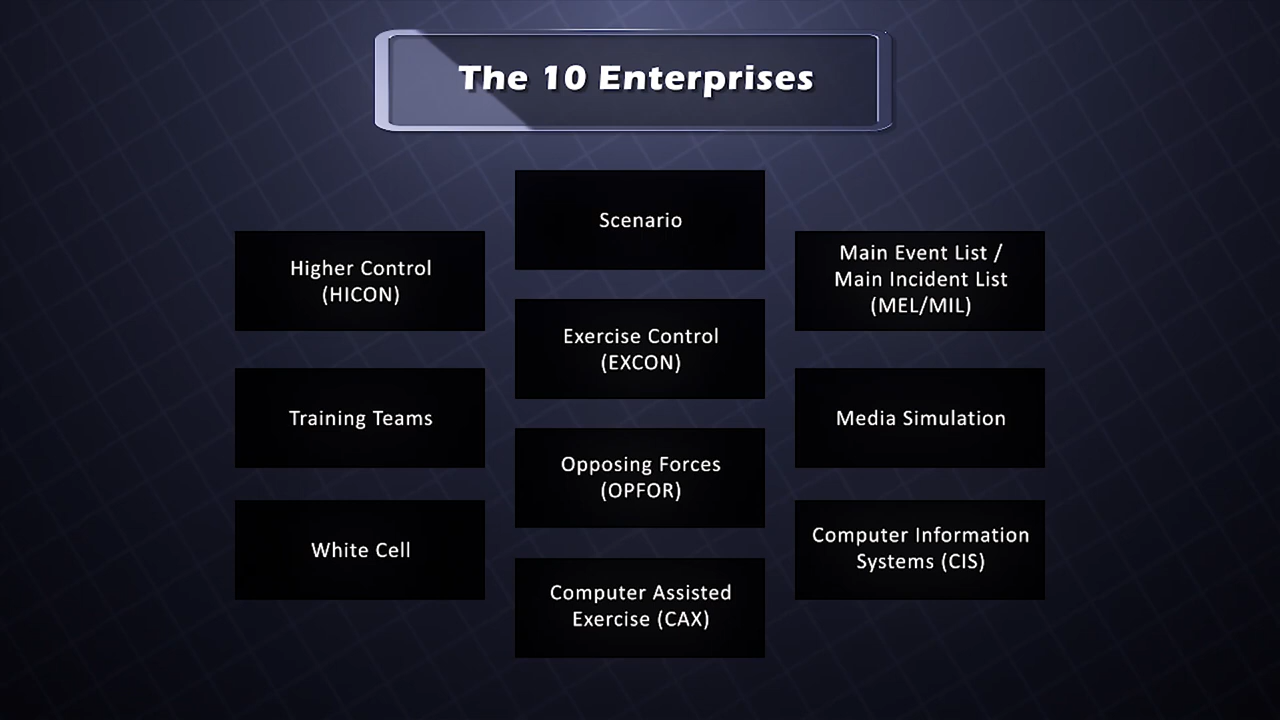 The 10 Enterprises
Scenario
Higher Control
(HICON)
Main Event List /
Main Incident List
(MEL/MIL)
Exercise Control
(EXCON)
Training Teams
Media Simulation
Opposing Forces
(OPFOR)
White Cell
Computer Information
Systems (CIS)
Computer Assisted
Exercise (CAX)